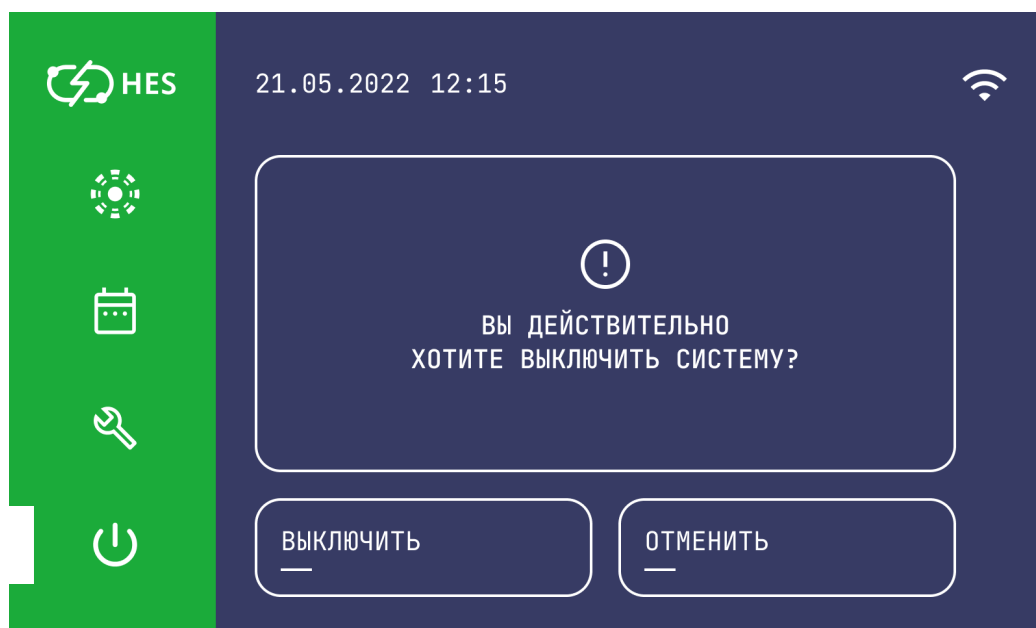 HES
21.05.2022 12:15
ВЫ ДЕЙСТВИТЕЛЬНО
ХОТИТЕ ВЫКЛЮЧИТЬ СИСТЕМУ?
ВЫКЛЮЧИТЬ
ОТМЕНИТЬ